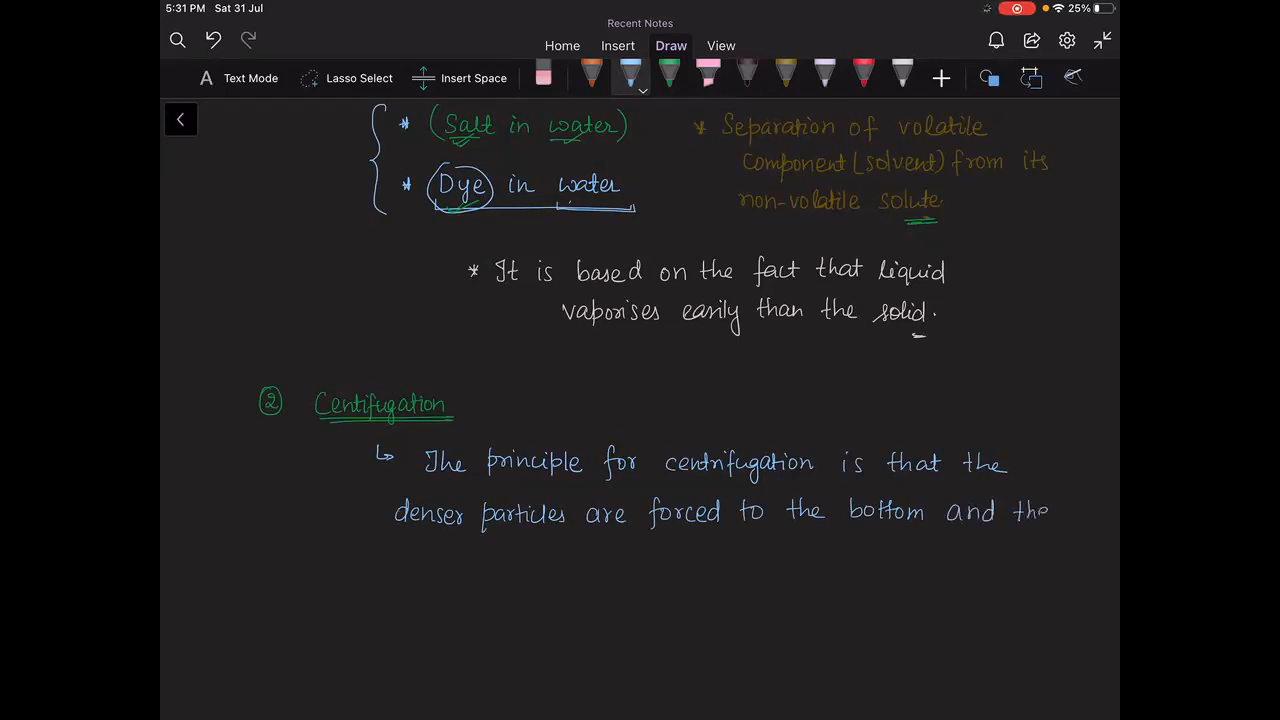 5:31 PM Sat 31 Jul
25%
Recent Notes
Home Insert Draw View
Text Mode Lasso Select Insert Space
* (Salt in water)
* Dye in water
* Separation of volatile
component (solvent) from its
non-volatile solute.
* It is based on the fact that liquid
vaporises easily than the solid.
② Centifugation
↳ The principle for centrifugation is that the
denser particles are forced to the bottom and the